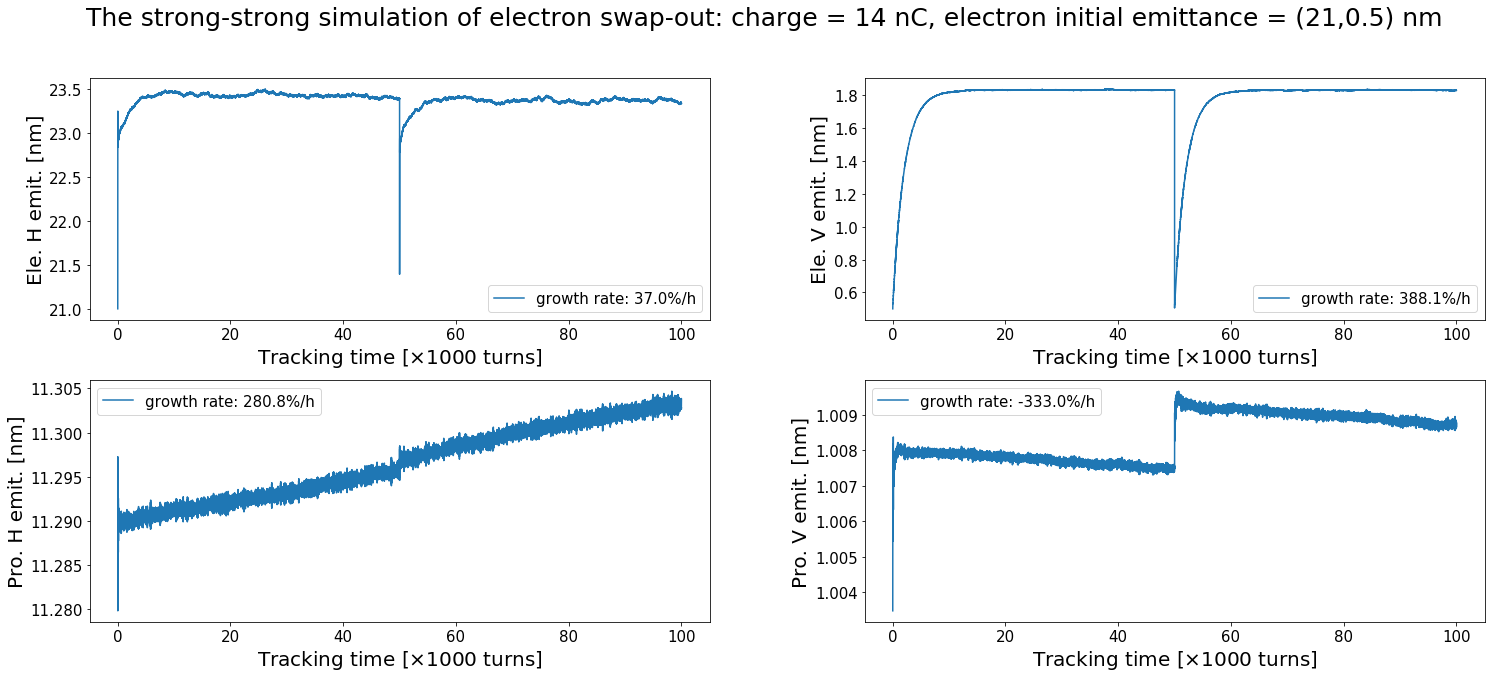 The strong-strong simulation of electron swap-out: charge = 14 nC, electron initial emittance = (21,0.5) nm
Ele. H emit. [nm]
23.5
23.0
22.5
22.0
21.5
21.0
growth rate: 37.0%/h
0 20 40 60 80 100
Tracking time [×1000 turns]
Ele. V emit. [nm]
1.8
1.6
1.4
1.2
1.0
0.8
0.6
growth rate: 388.1%/h
0 20 40 60 80 100
Tracking time [×1000 turns]
Pro. H emit. [nm]
11.305
11.300
11.295
11.290
11.285
11.280
growth rate: 280.8%/h
0 20 40 60 80 100
Tracking time [×1000 turns]
Pro. V emit. [nm]
1.009
1.008
1.007
1.006
1.005
1.004
growth rate: -333.0%/h
0 20 40 60 80 100
Tracking time [×1000 turns]